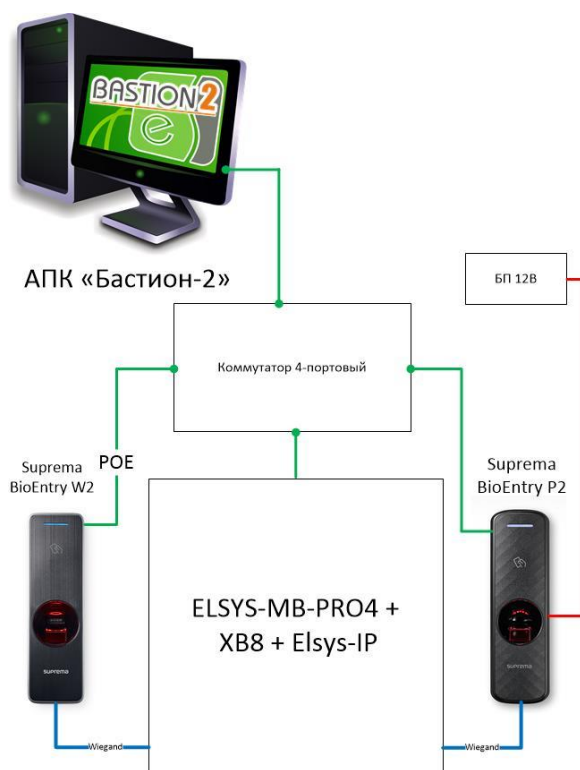 BASTION2
e
АПК «Бастион-2»
БП 12В
Коммутатор 4-портовый
Suprema
BioEntry W2
POE
Suprema
BioEntry P2
ELSYS-MB-PRO4 +
XB8 + Elsys-IP
suprema
suprema
Wiegand
Wiegand